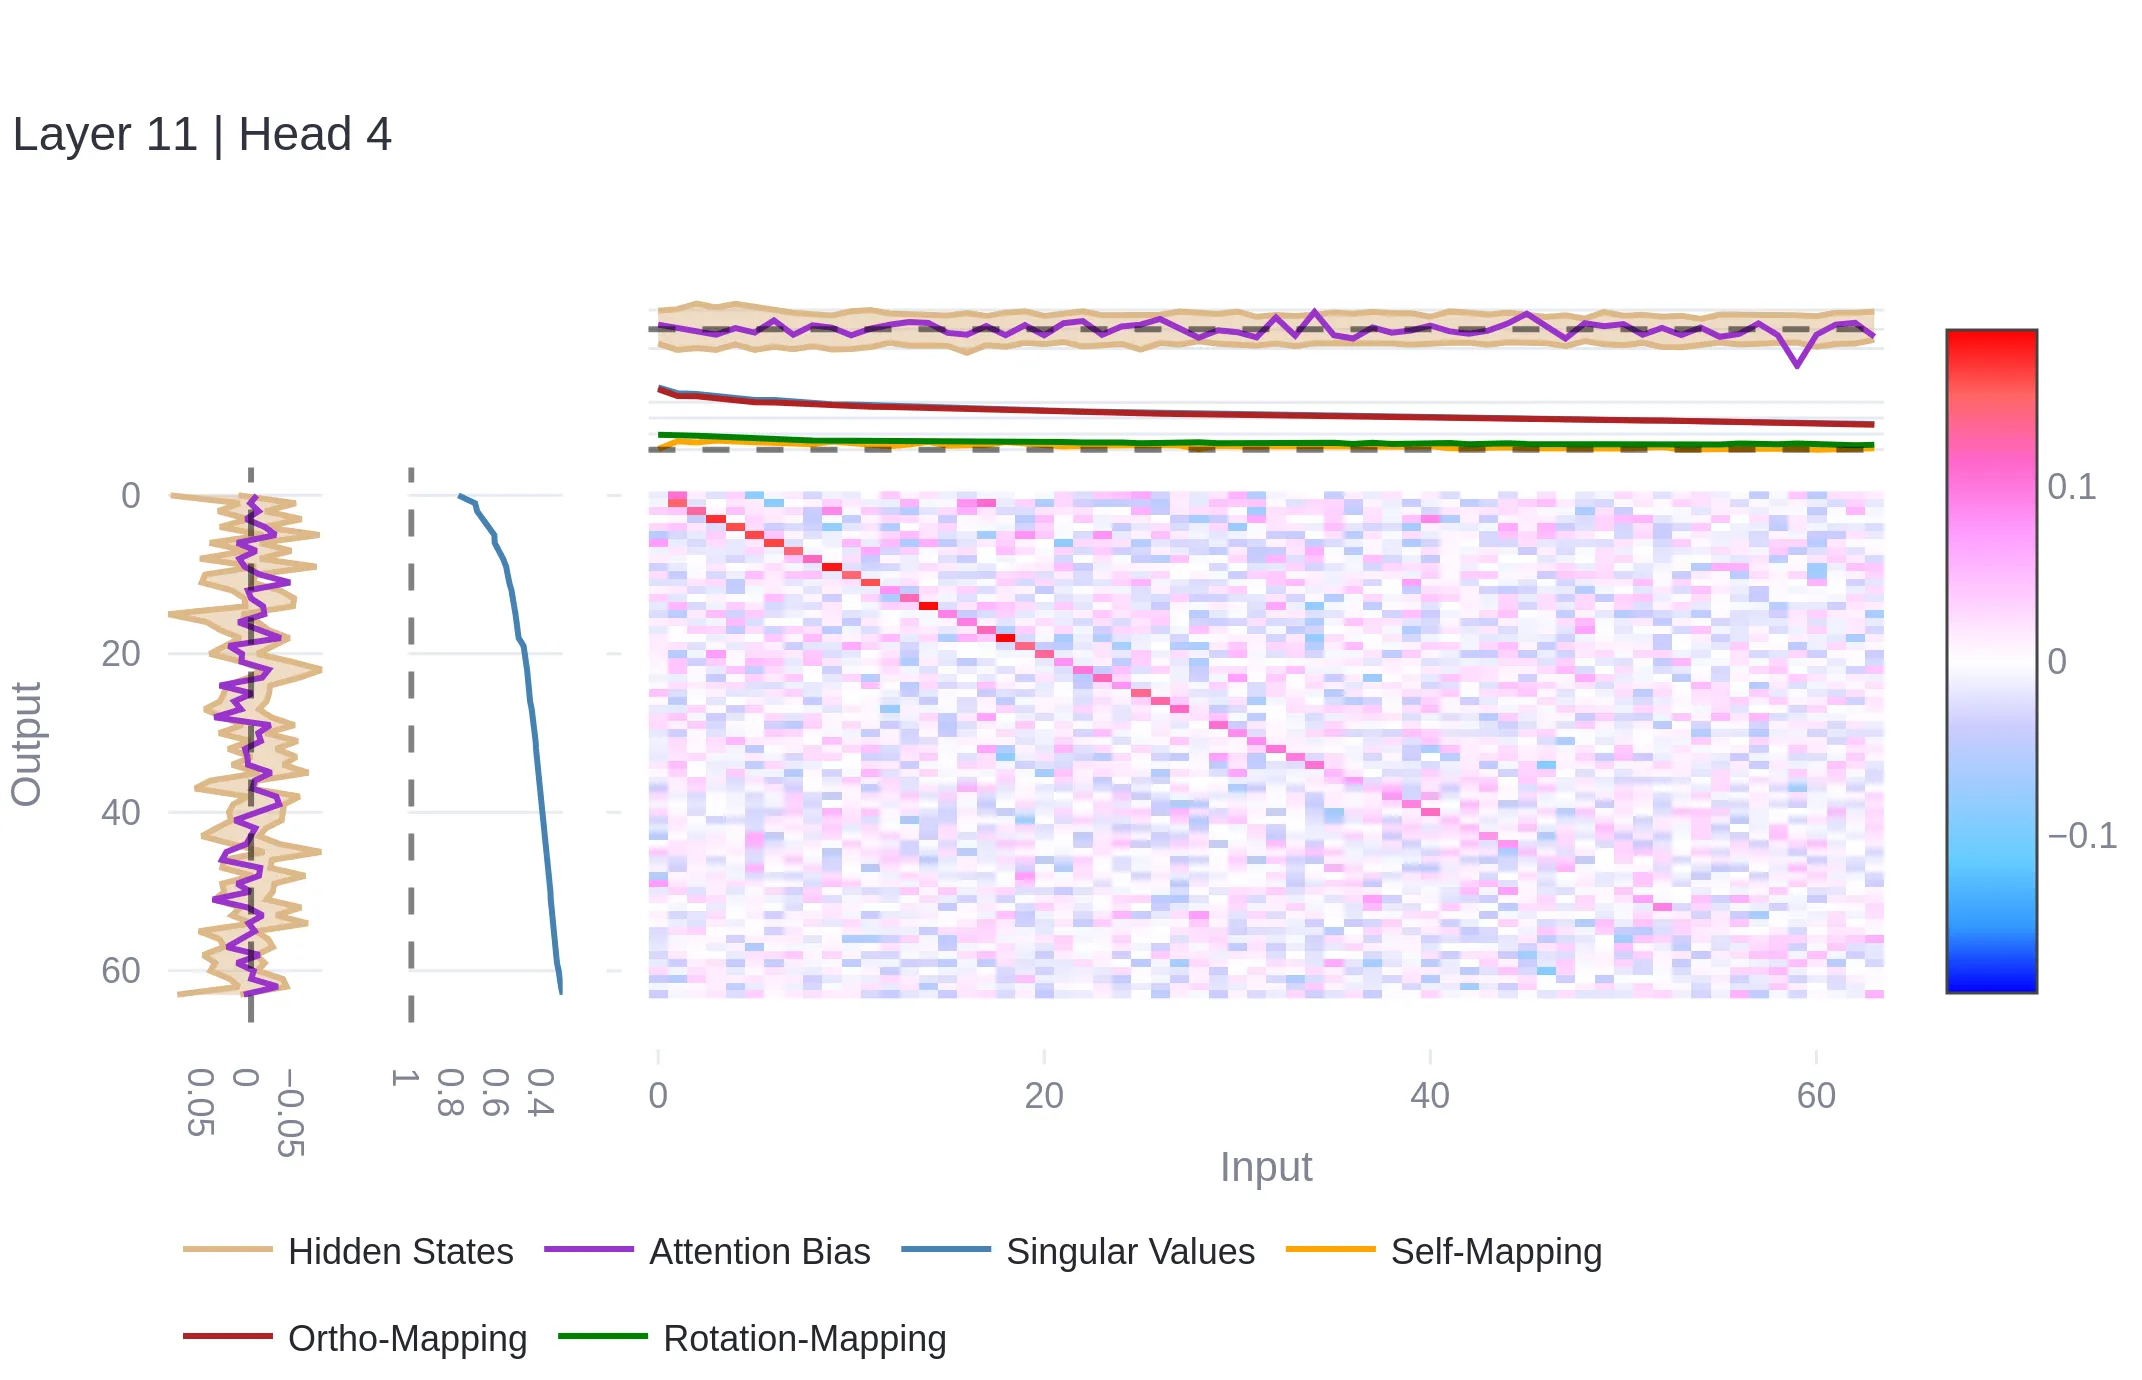 Layer 11 | Head 4
0
20
40
60
Output
0.05
0
−0.05
1
0.8
0.6
0.4
0
20
40
60
Input
0.1
0
−0.1
Hidden States
Attention Bias
Singular Values
Self-Mapping
Ortho-Mapping
Rotation-Mapping